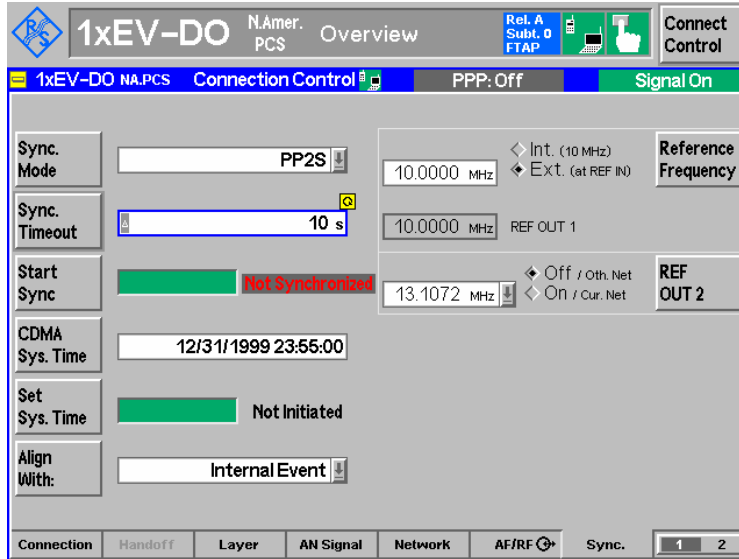 R&S
1xEV-DO
N.Amer.
PCS
Overview
Rel. A
Subt. 0
FTAP
Connect
Control
1xEV-DO NA.PCS
Connection Control
PPP: Off
Signal On
Sync.
Mode
PP2S
10.0000 MHz
Int. (10 MHz)
Ext. (at REF IN)
Reference
Frequency
Sync.
Timeout
10 s
10.0000 MHz
REF OUT 1
Start
Sync
Not Synchronized
13.1072 MHz
Off / Oth. Net
On / Cur. Net
REF
OUT 2
CDMA
Sys. Time
12/31/1999 23:55:00
Set
Sys. Time
Not Initiated
Align
With:
Internal Event
Connection
Handoff
Layer
AN Signal
Network
AF/RF
Sync.
1 2